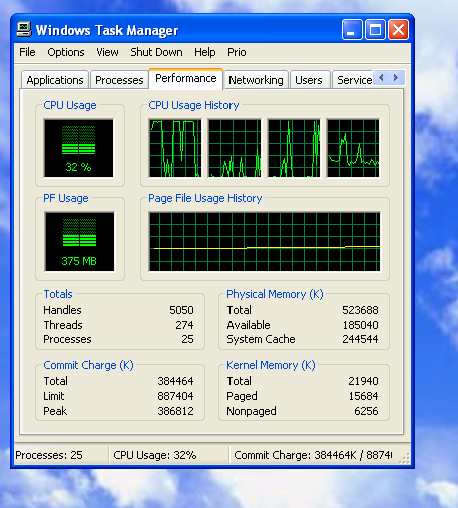 Windows Task Manager
File Options View Shut Down Help Prio
Applications Processes Performance Networking Users Service
CPU Usage CPU Usage History
32 %
PF Usage Page File Usage History
375 MB
Totals Physical Memory (K)
Handles 5050 Total 523688
Threads 274 Available 185040
Processes 25 System Cache 244544
Commit Charge (K) Kernel Memory (K)
Total 384464 Total 21940
Limit 887404 Paged 15684
Peak 386812 Nonpaged 6256
Processes: 25 CPU Usage: 32% Commit Charge: 384464K / 8874